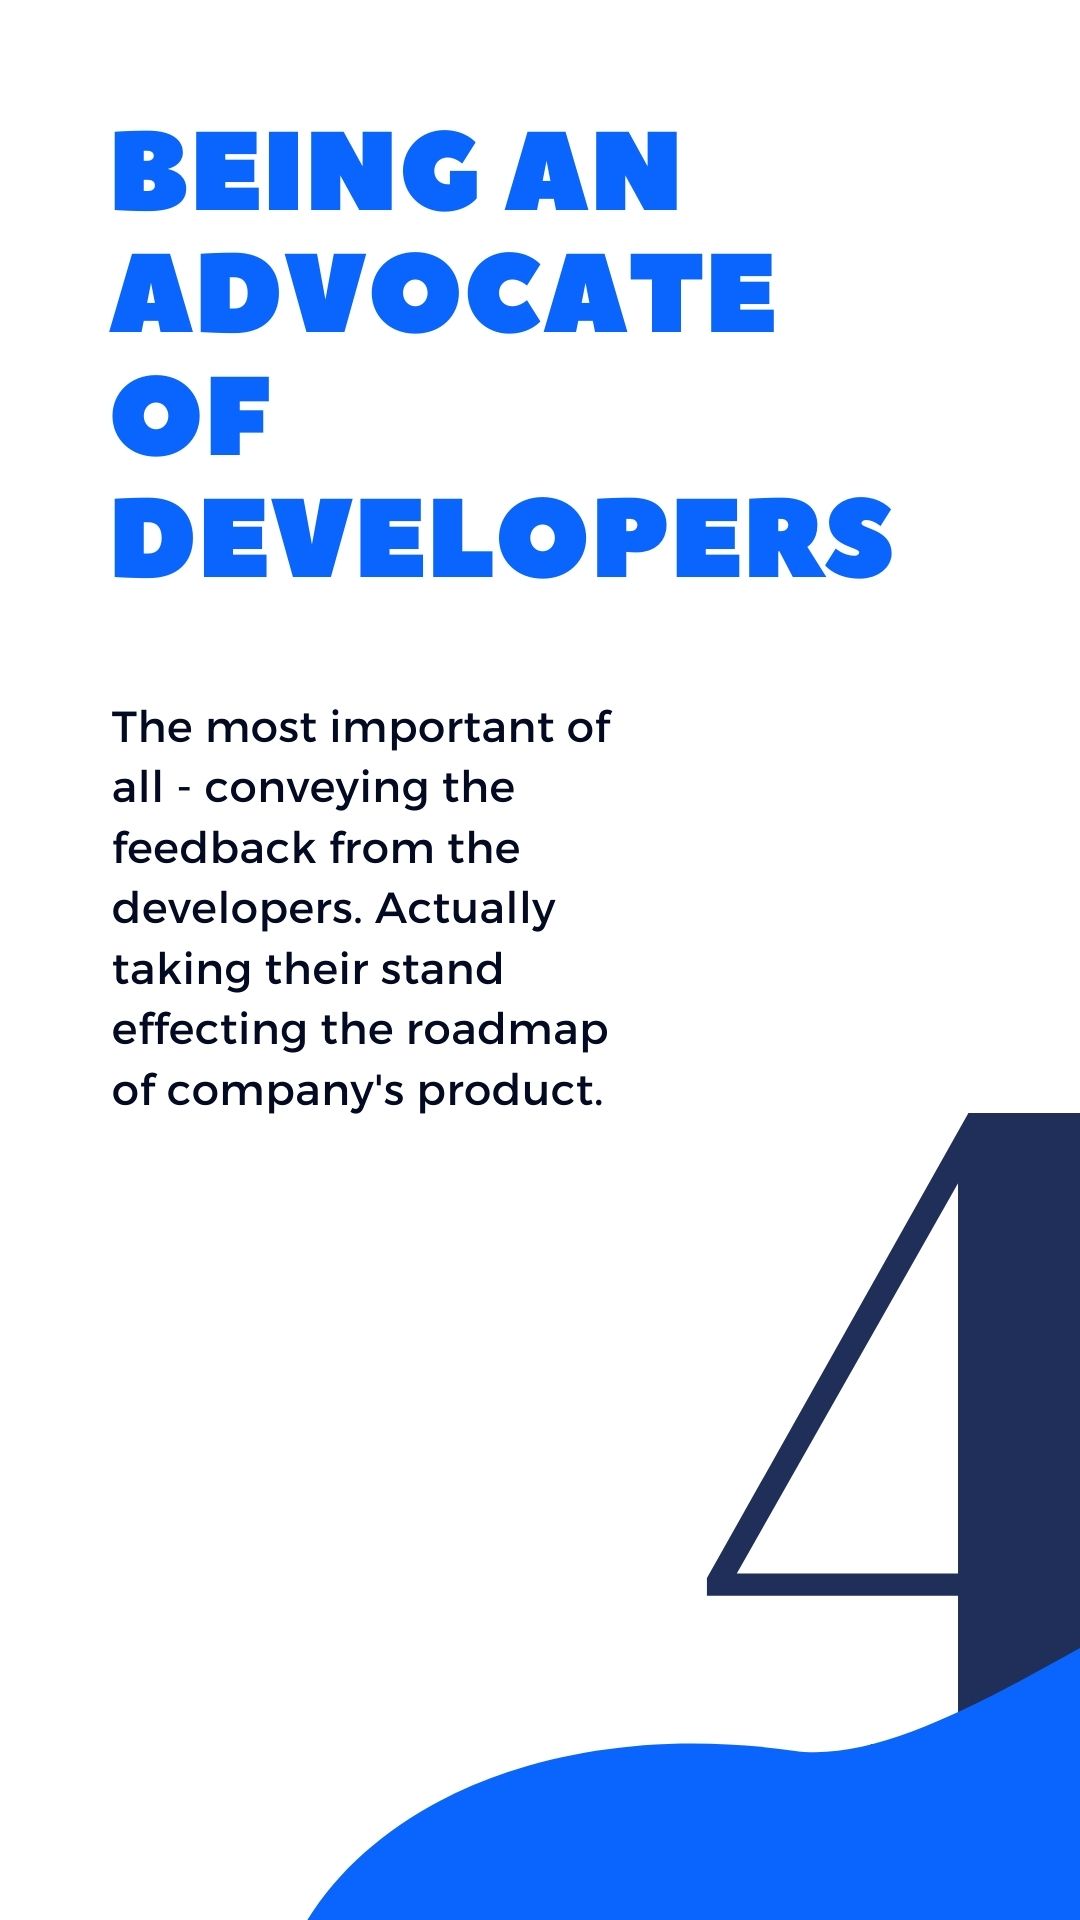 BEING AN
ADVOCATE
OF
DEVELOPERS
The most important of
all - conveying the
feedback from the
developers. Actually
taking their stand
effecting the roadmap
of company's product.
4